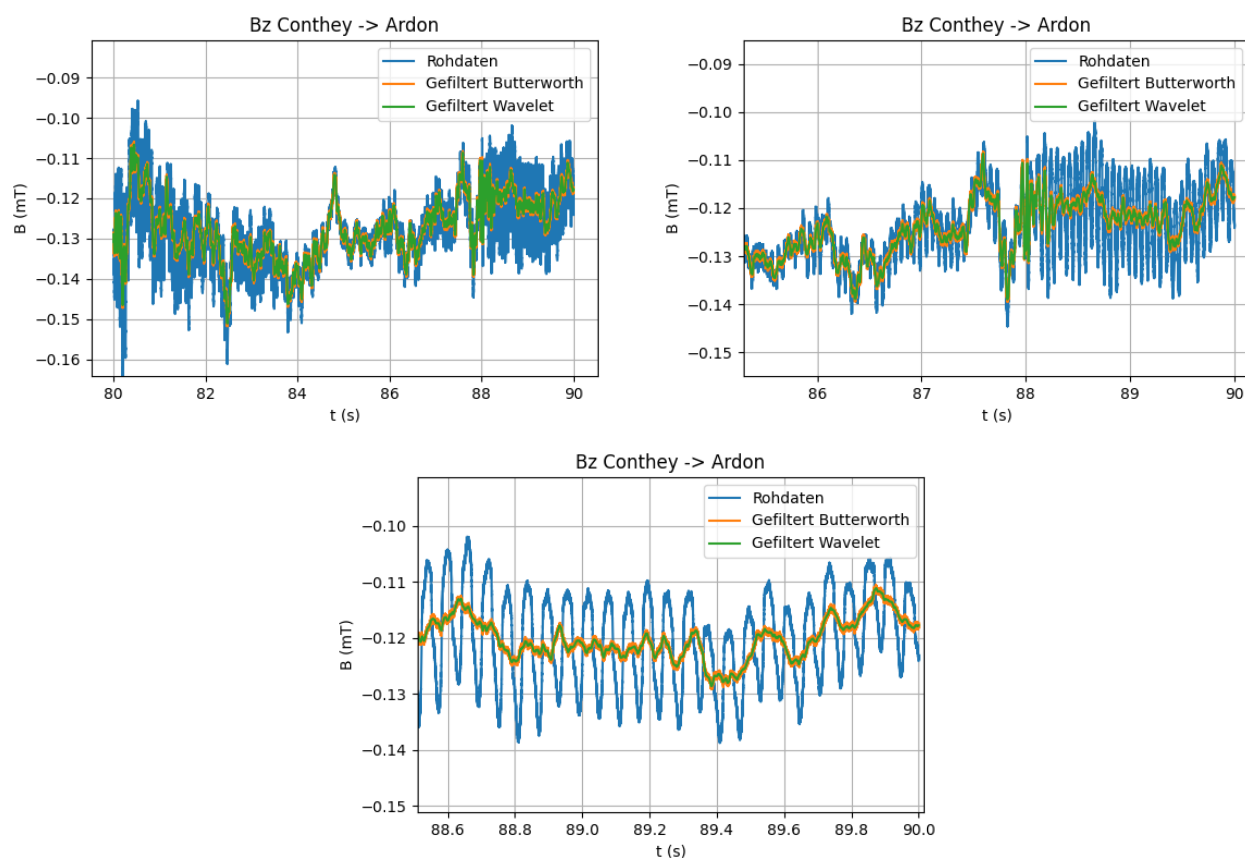 Bz Conthey -> Ardon
Rohdaten
Gefiltert Butterworth
Gefiltert Wavelet
B (mT)
−0.09
−0.10
−0.11
−0.12
−0.13
−0.14
−0.15
−0.16
80 82 84 86 88 90
t (s)
Bz Conthey -> Ardon
Rohdaten
Gefiltert Butterworth
Gefiltert Wavelet
B (mT)
−0.09
−0.10
−0.11
−0.12
−0.13
−0.14
−0.15
86 87 88 89 90
t (s)
Bz Conthey -> Ardon
Rohdaten
Gefiltert Butterworth
Gefiltert Wavelet
B (mT)
−0.10
−0.11
−0.12
−0.13
−0.14
−0.15
88.6 88.8 89.0 89.2 89.4 89.6 89.8 90.0
t (s)